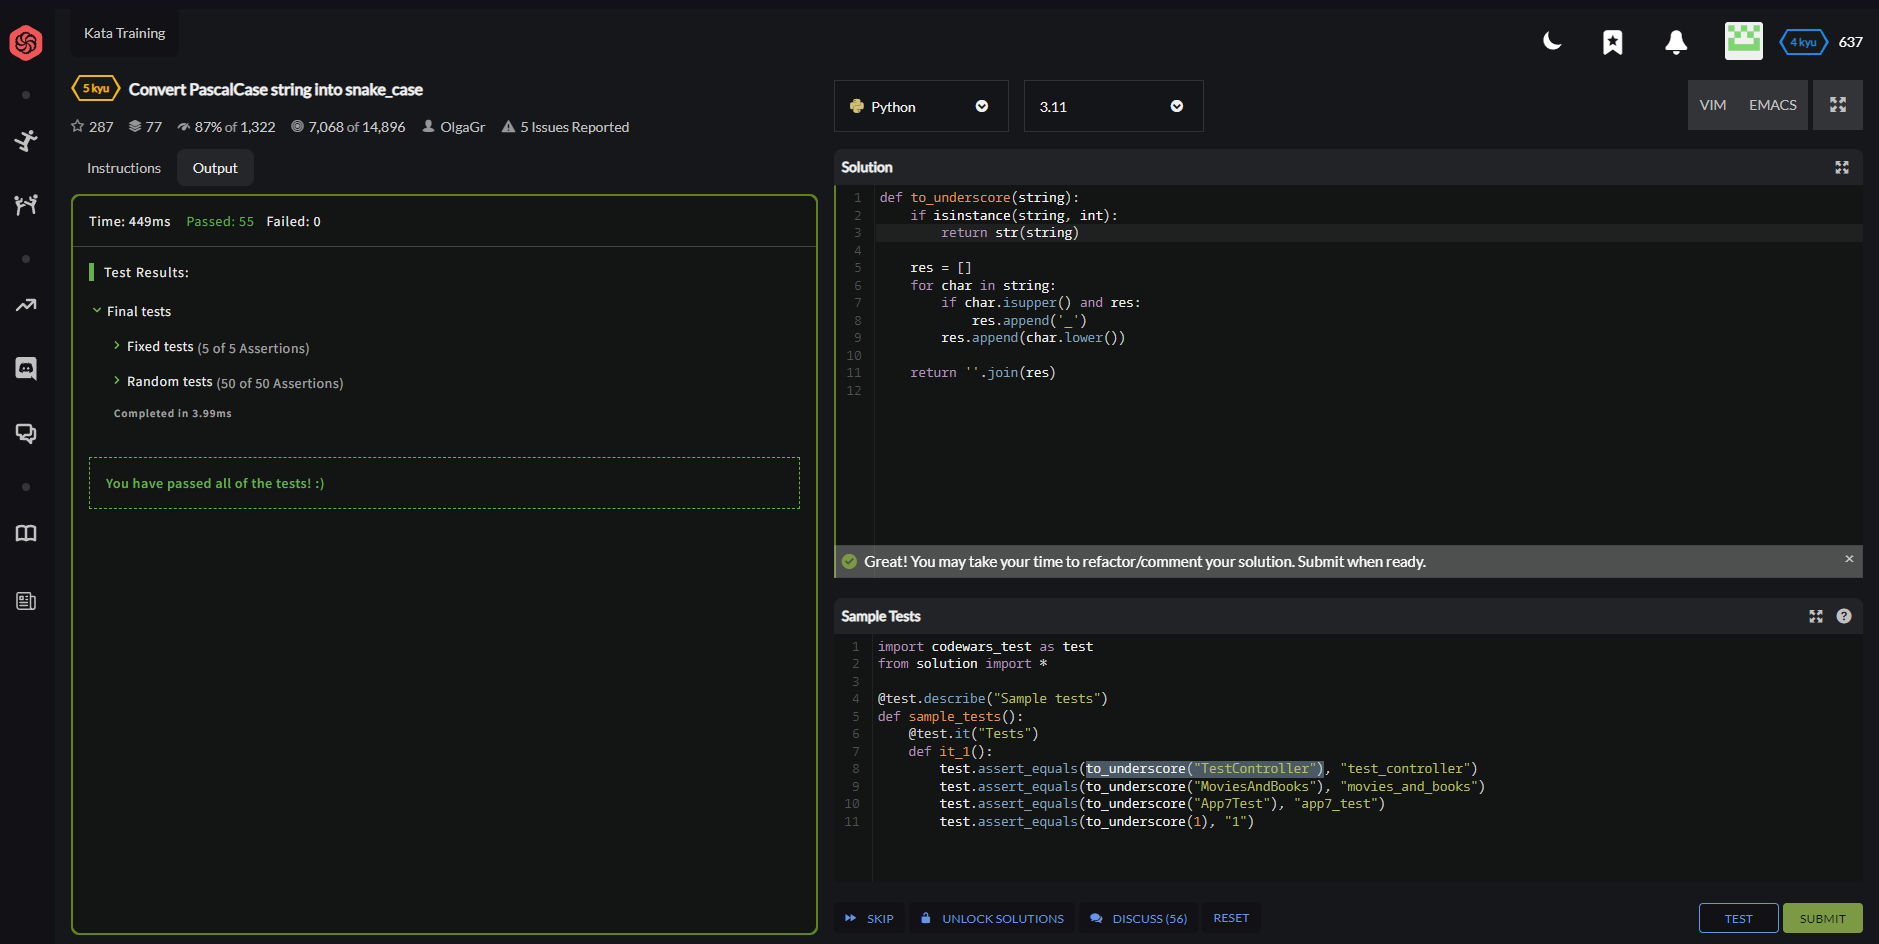 Kata Training
4 kyu 637
5 kyu Convert PascalCase string into snake_case
287 77 87% of 1,322 7,068 of 14,896 OlgaGr 5 Issues Reported
Instructions Output
Time: 449ms Passed: 55 Failed: 0
Test Results:
Final tests
Fixed tests (5 of 5 Assertions)
Random tests (50 of 50 Assertions)
Completed in 3.99ms
You have passed all of the tests! :)
Python 3.11 VIM EMACS
Solution
1 def to_underscore(string):
2     if isinstance(string, int):
3         return str(string)
4
5     res = []
6     for char in string:
7         if char.isupper() and res:
8             res.append('_')
9         res.append(char.lower())
10
11     return ''.join(res)
12
Great! You may take your time to refactor/comment your solution. Submit when ready. ×
Sample Tests ?
1 import codewars_test as test
2 from solution import *
3
4 @test.describe("Sample tests")
5 def sample_tests():
6     @test.it("Tests")
7     def it_1():
8         test.assert_equals(to_underscore("TestController"), "test_controller")
9         test.assert_equals(to_underscore("MoviesAndBooks"), "movies_and_books")
10         test.assert_equals(to_underscore("App7Test"), "app7_test")
11         test.assert_equals(to_underscore(1), "1")
SKIP UNLOCK SOLUTIONS DISCUSS (56) RESET TEST SUBMIT